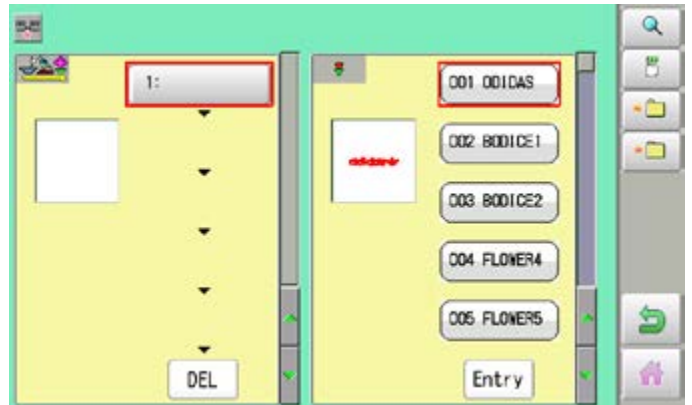 1:
DEL
001 ODIDAS
002 BODICE1
003 BODICE2
004 FLOWER4
005 FLOWER5
Entry